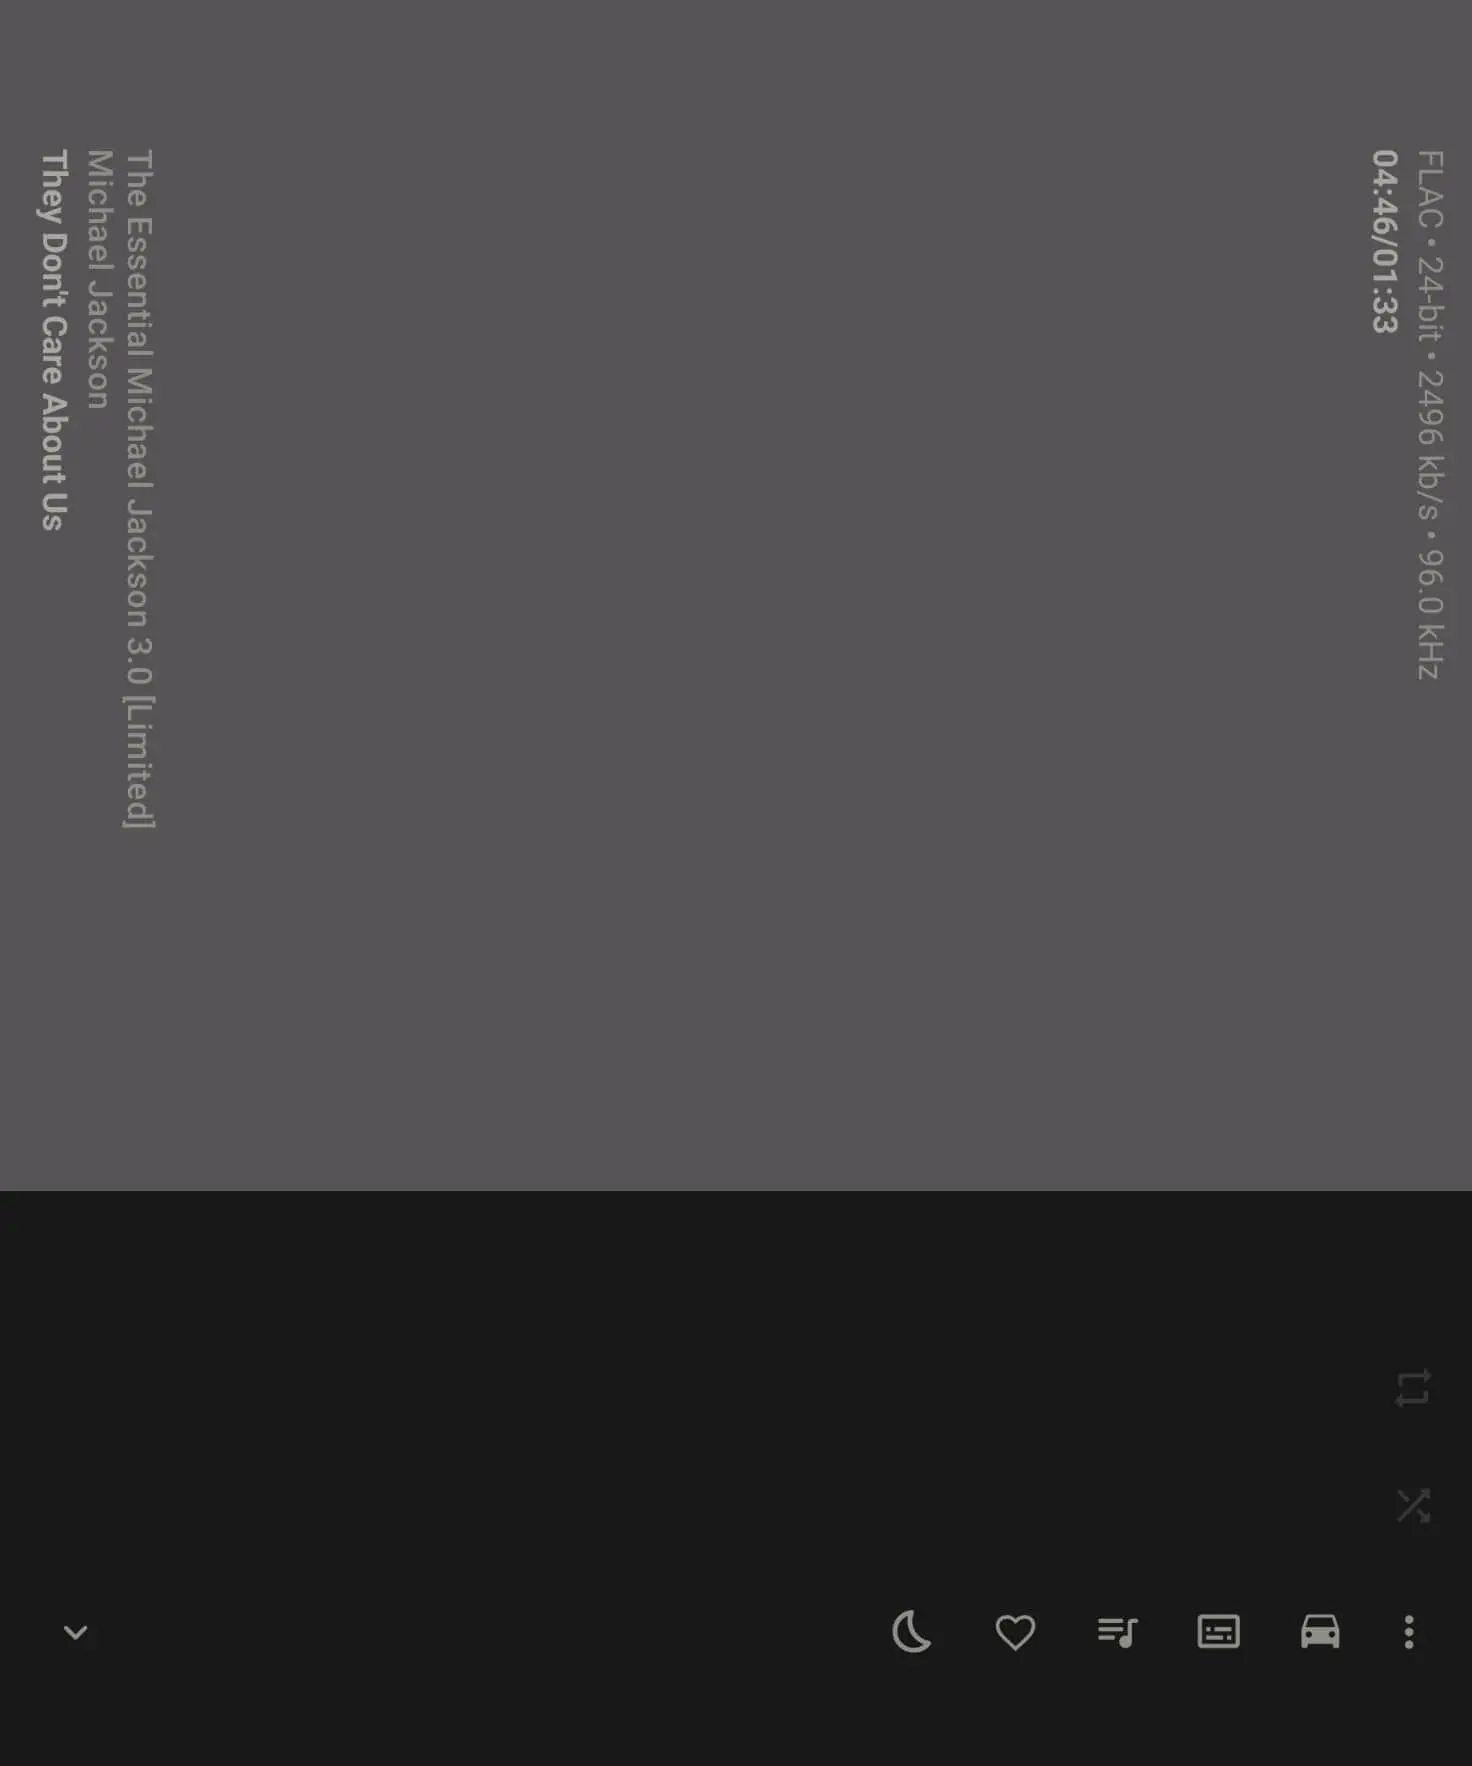 FLAC • 24-bit • 2496 kb/s • 96.0 kHz
04:46/01:33
The Essential Michael Jackson 3.0 [Limited]
Michael Jackson
They Don't Care About Us